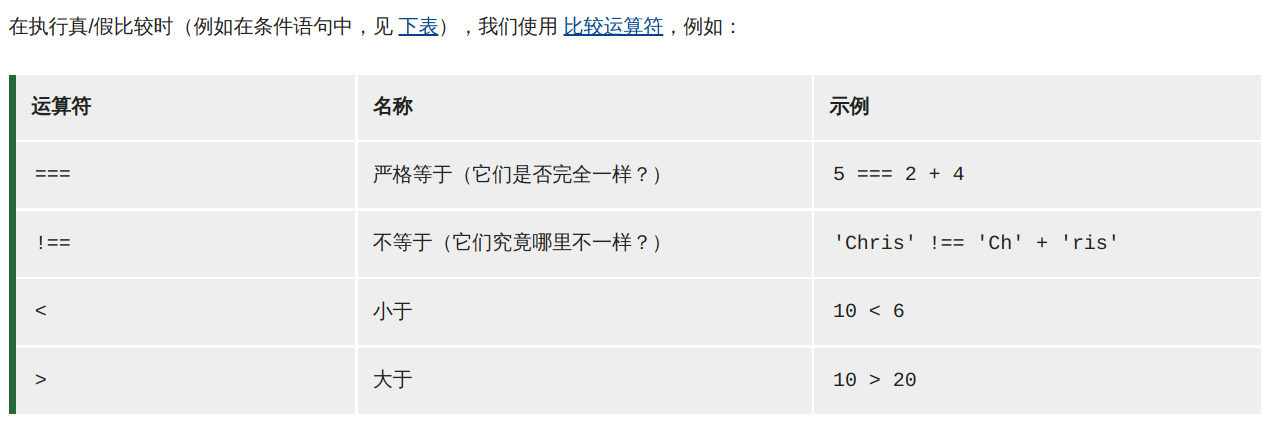 在执行真/假比较时（例如在条件语句中，见 下表），我们使用 比较运算符，例如：
运算符 名称 示例
=== 严格等于（它们是否完全一样？） 5 === 2 + 4
!== 不等于（它们究竟哪里不一样？） 'Chris' !== 'Ch' + 'ris'
< 小于 10 < 6
> 大于 10 > 20